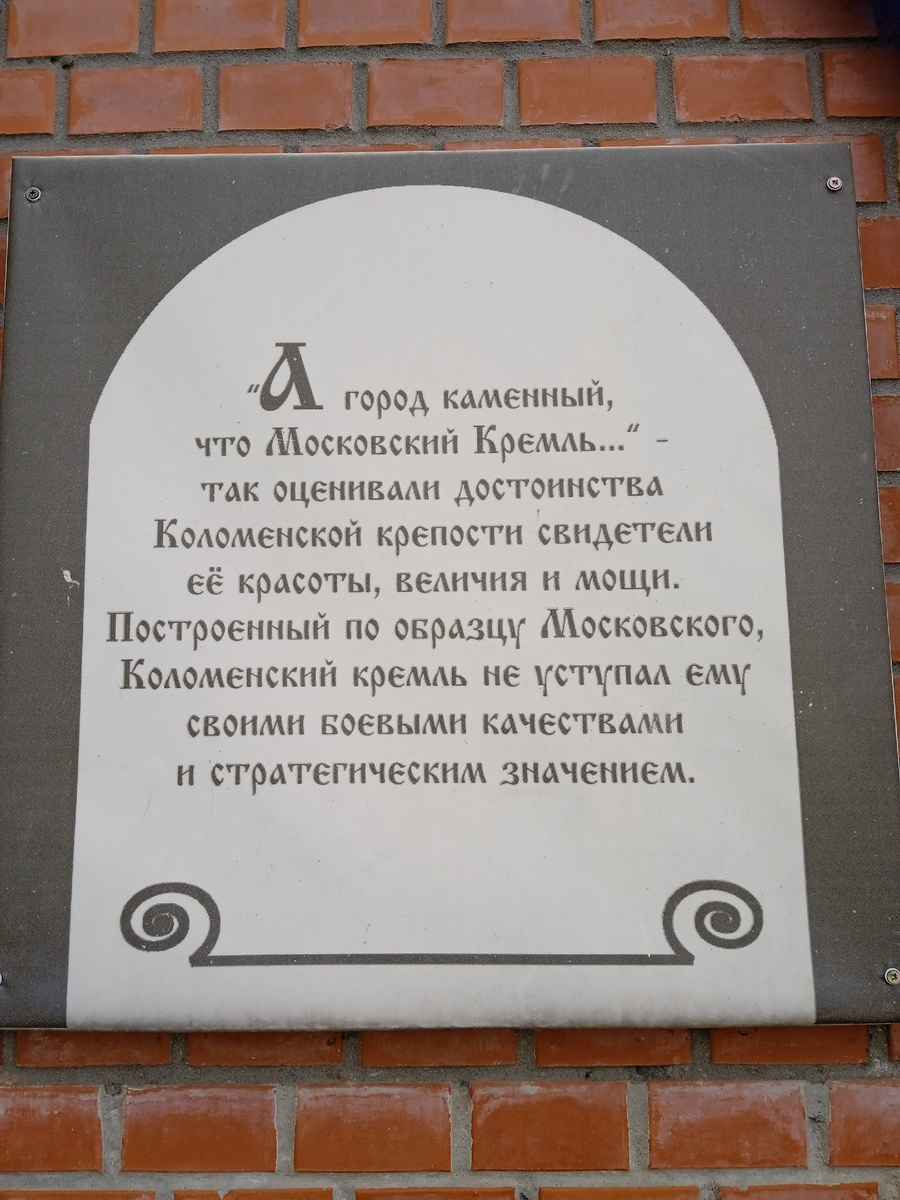 “А город каменный,
что Московский Кремль...“ -
так оценивали достоинства
Коломенской крепости свидетели
её красоты, величия и мощи.
Построенный по образцу Московского,
Коломенский кремль не уступал ему
своими боевыми качествами
и стратегическим значением.